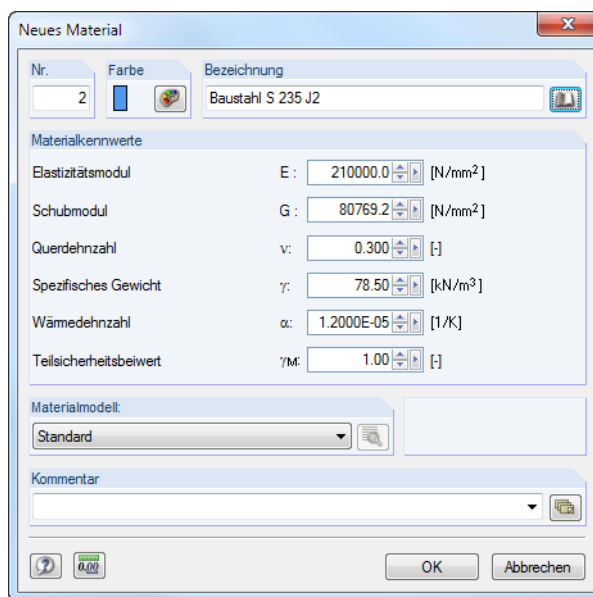 Neues Material
Nr. Farbe Bezeichnung
2 Baustahl S 235 J2
Materialkennwerte
Elastizitätsmodul E : 210000.0 [N/mm²]
Schubmodul G : 80769.2 [N/mm²]
Querdehnzahl ν: 0.300 [-]
Spezifisches Gewicht γ: 78.50 [kN/m³]
Wärmedehnzahl α: 1.2000E-05 [1/K]
Teilsicherheitsbeiwert γM: 1.00 [-]
Materialmodell:
Standard
Kommentar
0.00 OK Abbrechen